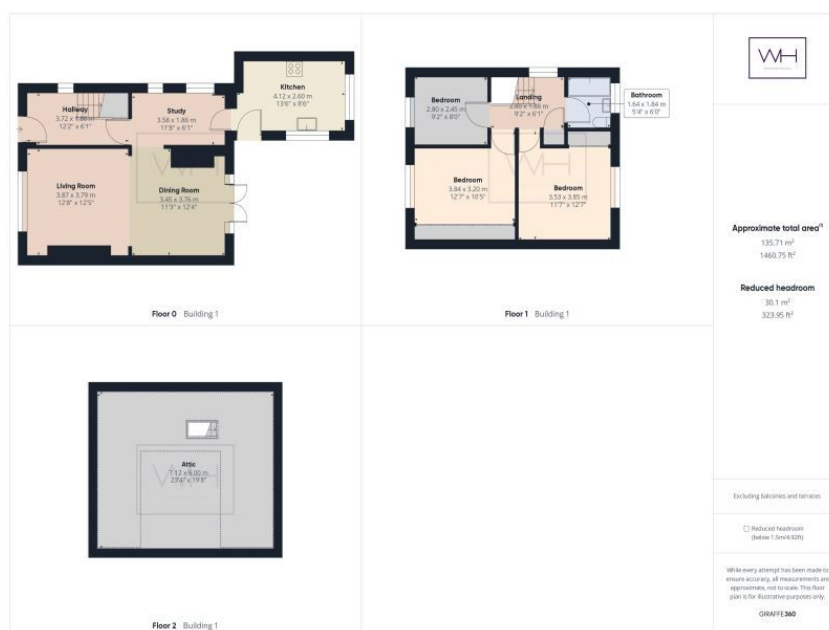 Hallway
3.72 x 1.86 m
12'2" x 6'1"
Study
3.56 x 1.86 m
11'8" x 6'1"
Kitchen
4.12 x 2.60 m
13'6" x 8'6"
Living Room
3.87 x 3.79 m
12'8" x 12'5"
Dining Room
3.45 x 3.76 m
11'3" x 12'4"
Floor 0 Building 1
Bedroom
2.80 x 2.45 m
9'2" x 8'0"
Landing
2.80 x 1.88 m
9'2" x 6'1"
Bathroom
1.64 x 1.84 m
5'4" x 6'0"
Bedroom
3.84 x 3.20 m
12'7" x 10'5"
Bedroom
3.53 x 3.85 m
11'7" x 12'7"
Floor 1 Building 1
Attic
7.12 x 6.00 m
23'4" x 19'8"
Floor 2 Building 1
WH
Approximate total area
135.71 m²
1460.75 ft²
Reduced headroom
30.1 m²
323.95 ft²
Excluding balconies and terraces
Reduced headroom
(below 1.5m/4.92ft)
While every attempt has been made to
ensure accuracy, all measurements are
approximate, not to scale. This floor
plan is for illustrative purposes only.
GIRAFFE360